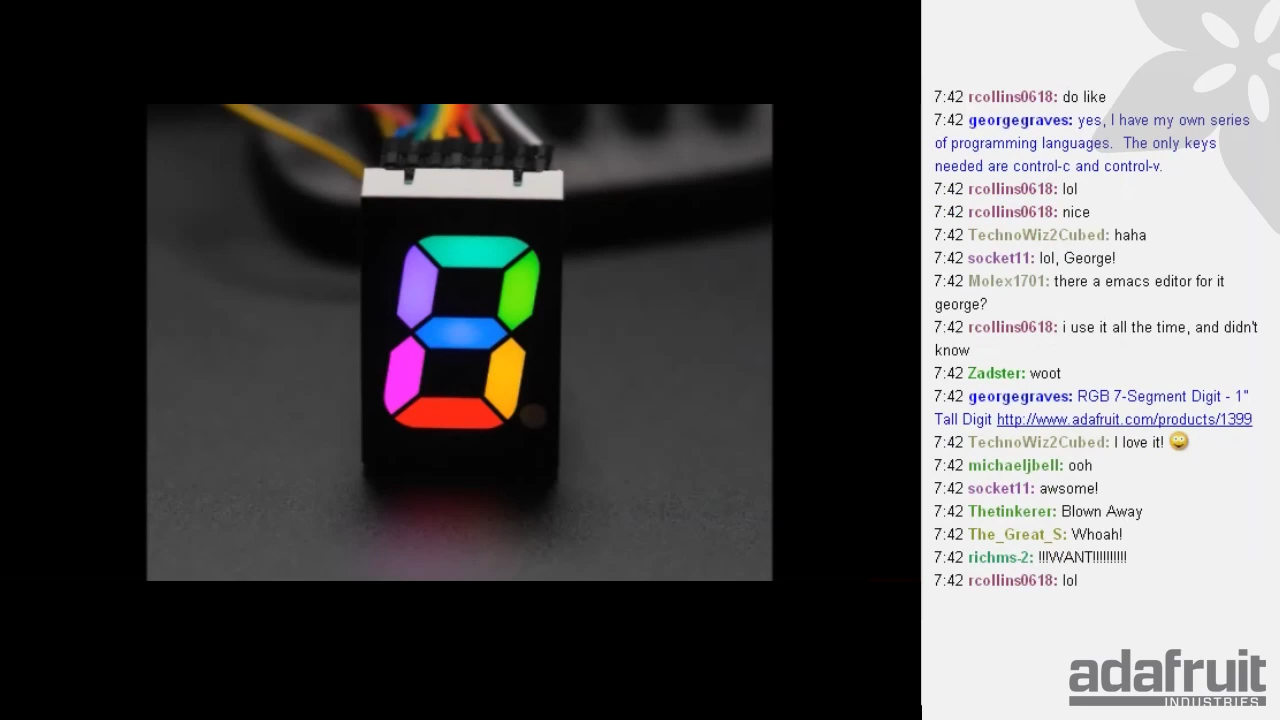 7:42 rcollins0618: do like
7:42 georgegraves: yes, I have my own series
of programming languages.  The only keys
needed are control-c and control-v.
7:42 rcollins0618: lol
7:42 rcollins0618: nice
7:42 TechnoWiz2Cubed: haha
7:42 socket11: lol, George!
7:42 Molex1701: there a emacs editor for it
george?
7:42 rcollins0618: i use it all the time, and didn't
know
7:42 Zadster: woot
7:42 georgegraves: RGB 7-Segment Digit - 1"
Tall Digit http://www.adafruit.com/products/1399
7:42 TechnoWiz2Cubed: I love it!
7:42 michaeljbell: ooh
7:42 socket11: awsome!
7:42 Thetinkerer: Blown Away
7:42 The_Great_S: Whoah!
7:42 richms-2: !!!WANT!!!!!!!!!!
7:42 rcollins0618: lol
8
adafruit
INDUSTRIES